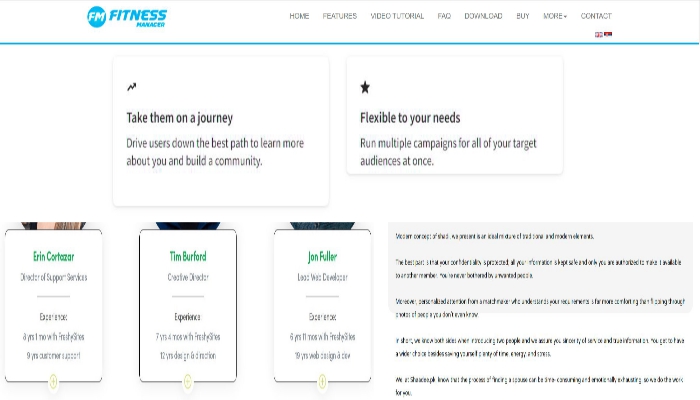 FM FITNESS
MANAGER
HOME FEATURES VIDEO TUTORIAL FAQ DOWNLOAD BUY MORE CONTACT
Take them on a journey
Drive users down the best path to learn more
about you and build a community.
Flexible to your needs
Run multiple campaigns for all of your target
audiences at once.
Erin Cortazar
Director of Support Services
Experience:
8 yrs 1 mo with FreshySites
9 yrs customer support
Tim Burford
Creative Director
Experience:
7 yrs 4 mos with FreshySites
12 yrs design & direction
Jon Fuller
Lead Web Developer
Experience:
6 yrs 11 mos with FreshySites
19 yrs web design & dev
Modern concept of shadi, we present is an ideal mixture of traditional and modern elements.
The best part is that your confidentiality is protected; all your information is kept safe and only you are authorized to make it available
to another member. You're never bothered by unwanted people.
Moreover, personalized attention from a matchmaker who understands your requirements is far more comforting than flipping through
photos of people you don't even know.
In short, we know both sides when introducing two people and we assure you sincerity of service and true information. You get to have
a wider choice besides saving yourself plenty of time, energy, and stress.
We, at Shaadee.pk, know that the process of finding a spouse can be time- consuming and emotionally exhausting, so we do the work
for you.